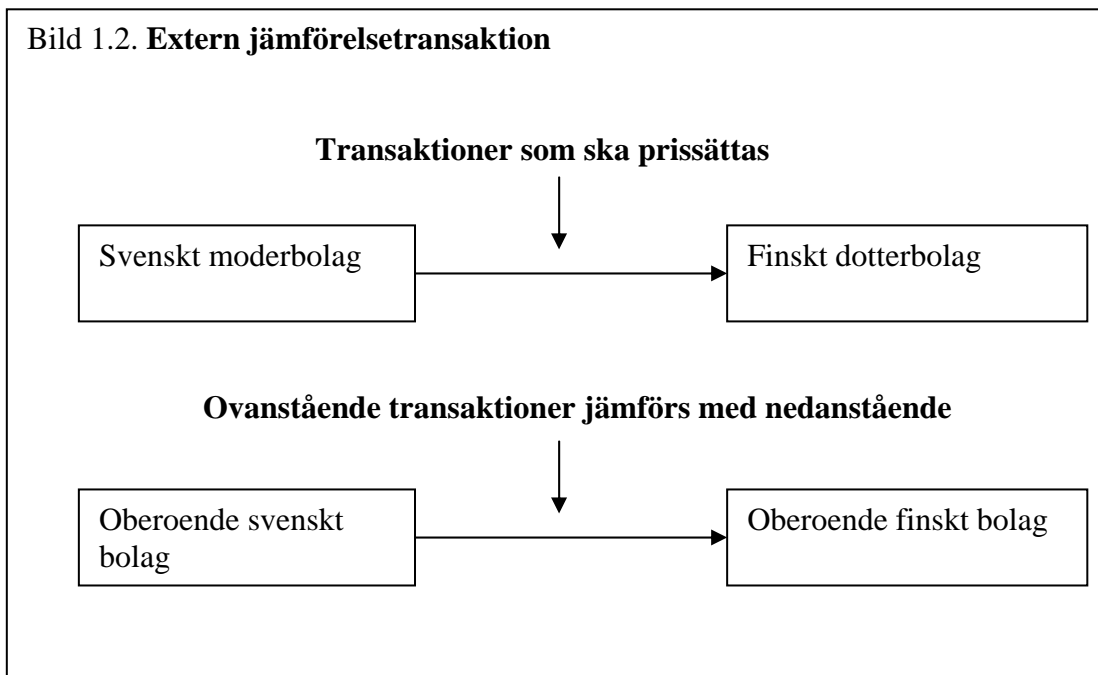 Bild 1.2. Extern jämförelsetransaktion
Transaktioner som ska prissättas
Svenskt moderbolag
Finskt dotterbolag
Ovanstående transaktioner jämförs med nedanstående
Oberoende svenskt
bolag
Oberoende finskt bolag